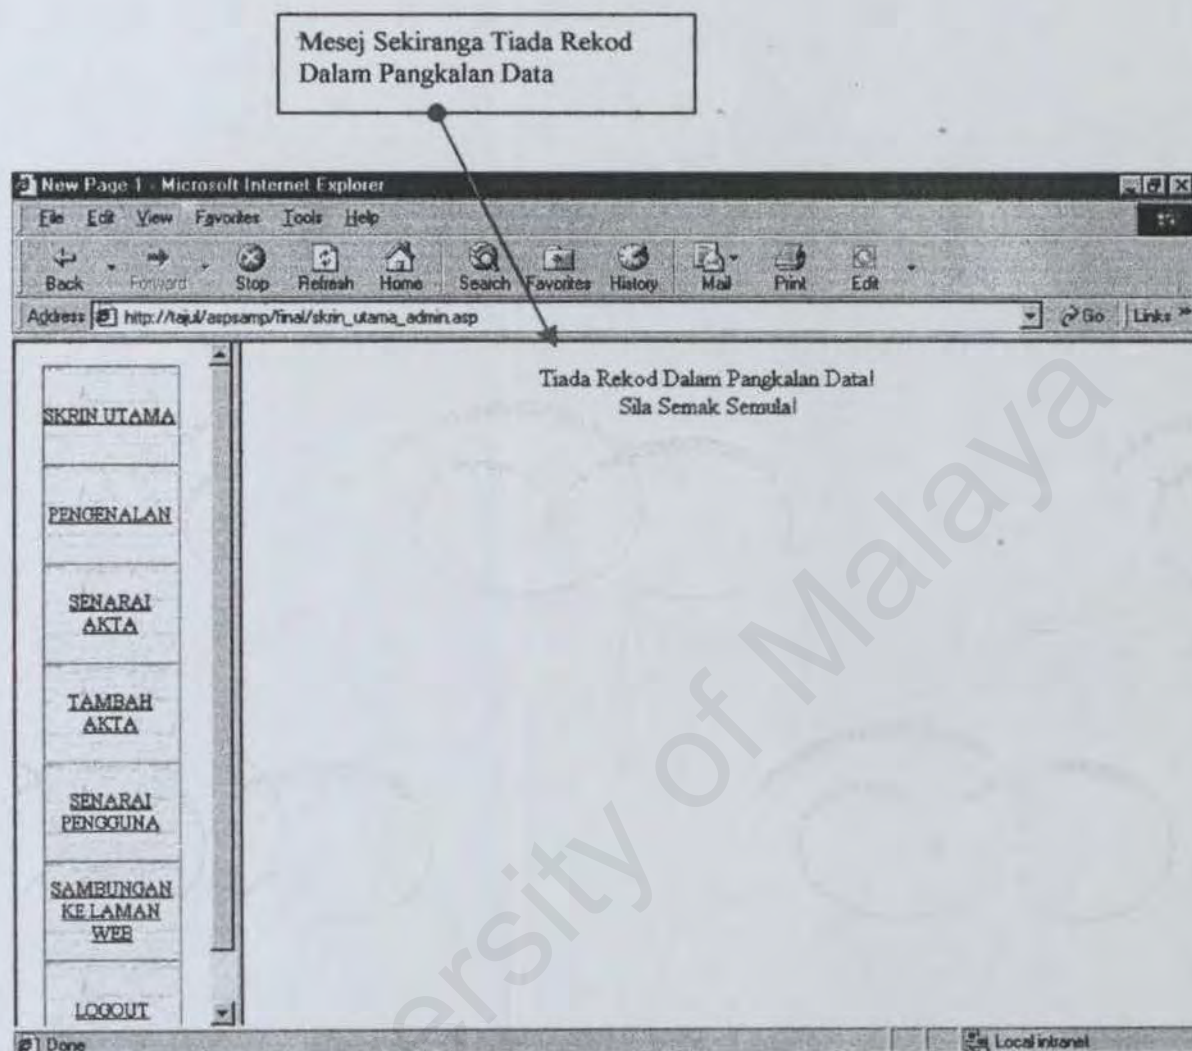 Mesej Sekiranga Tiada Rekod
Dalam Pangkalan Data
New Page 1 - Microsoft Internet Explorer
File Edit View Favorites Tools Help
Back Forward Stop Refresh Home Search Favorites History Mail Print Edit
Address http://tajul/aspsamp/final/skrin_utama_admin.asp Go Links »
Tiada Rekod Dalam Pangkalan Data!
Sila Semak Semula!
SKRIN UTAMA
PENGENALAN
SENARAI
AKTA
TAMBAH
AKTA
SENARAI
PENGGUNA
SAMBUNGAN
KE LAMAN
WEB
LOGOUT
Done Local intranet
ersity of Malaya